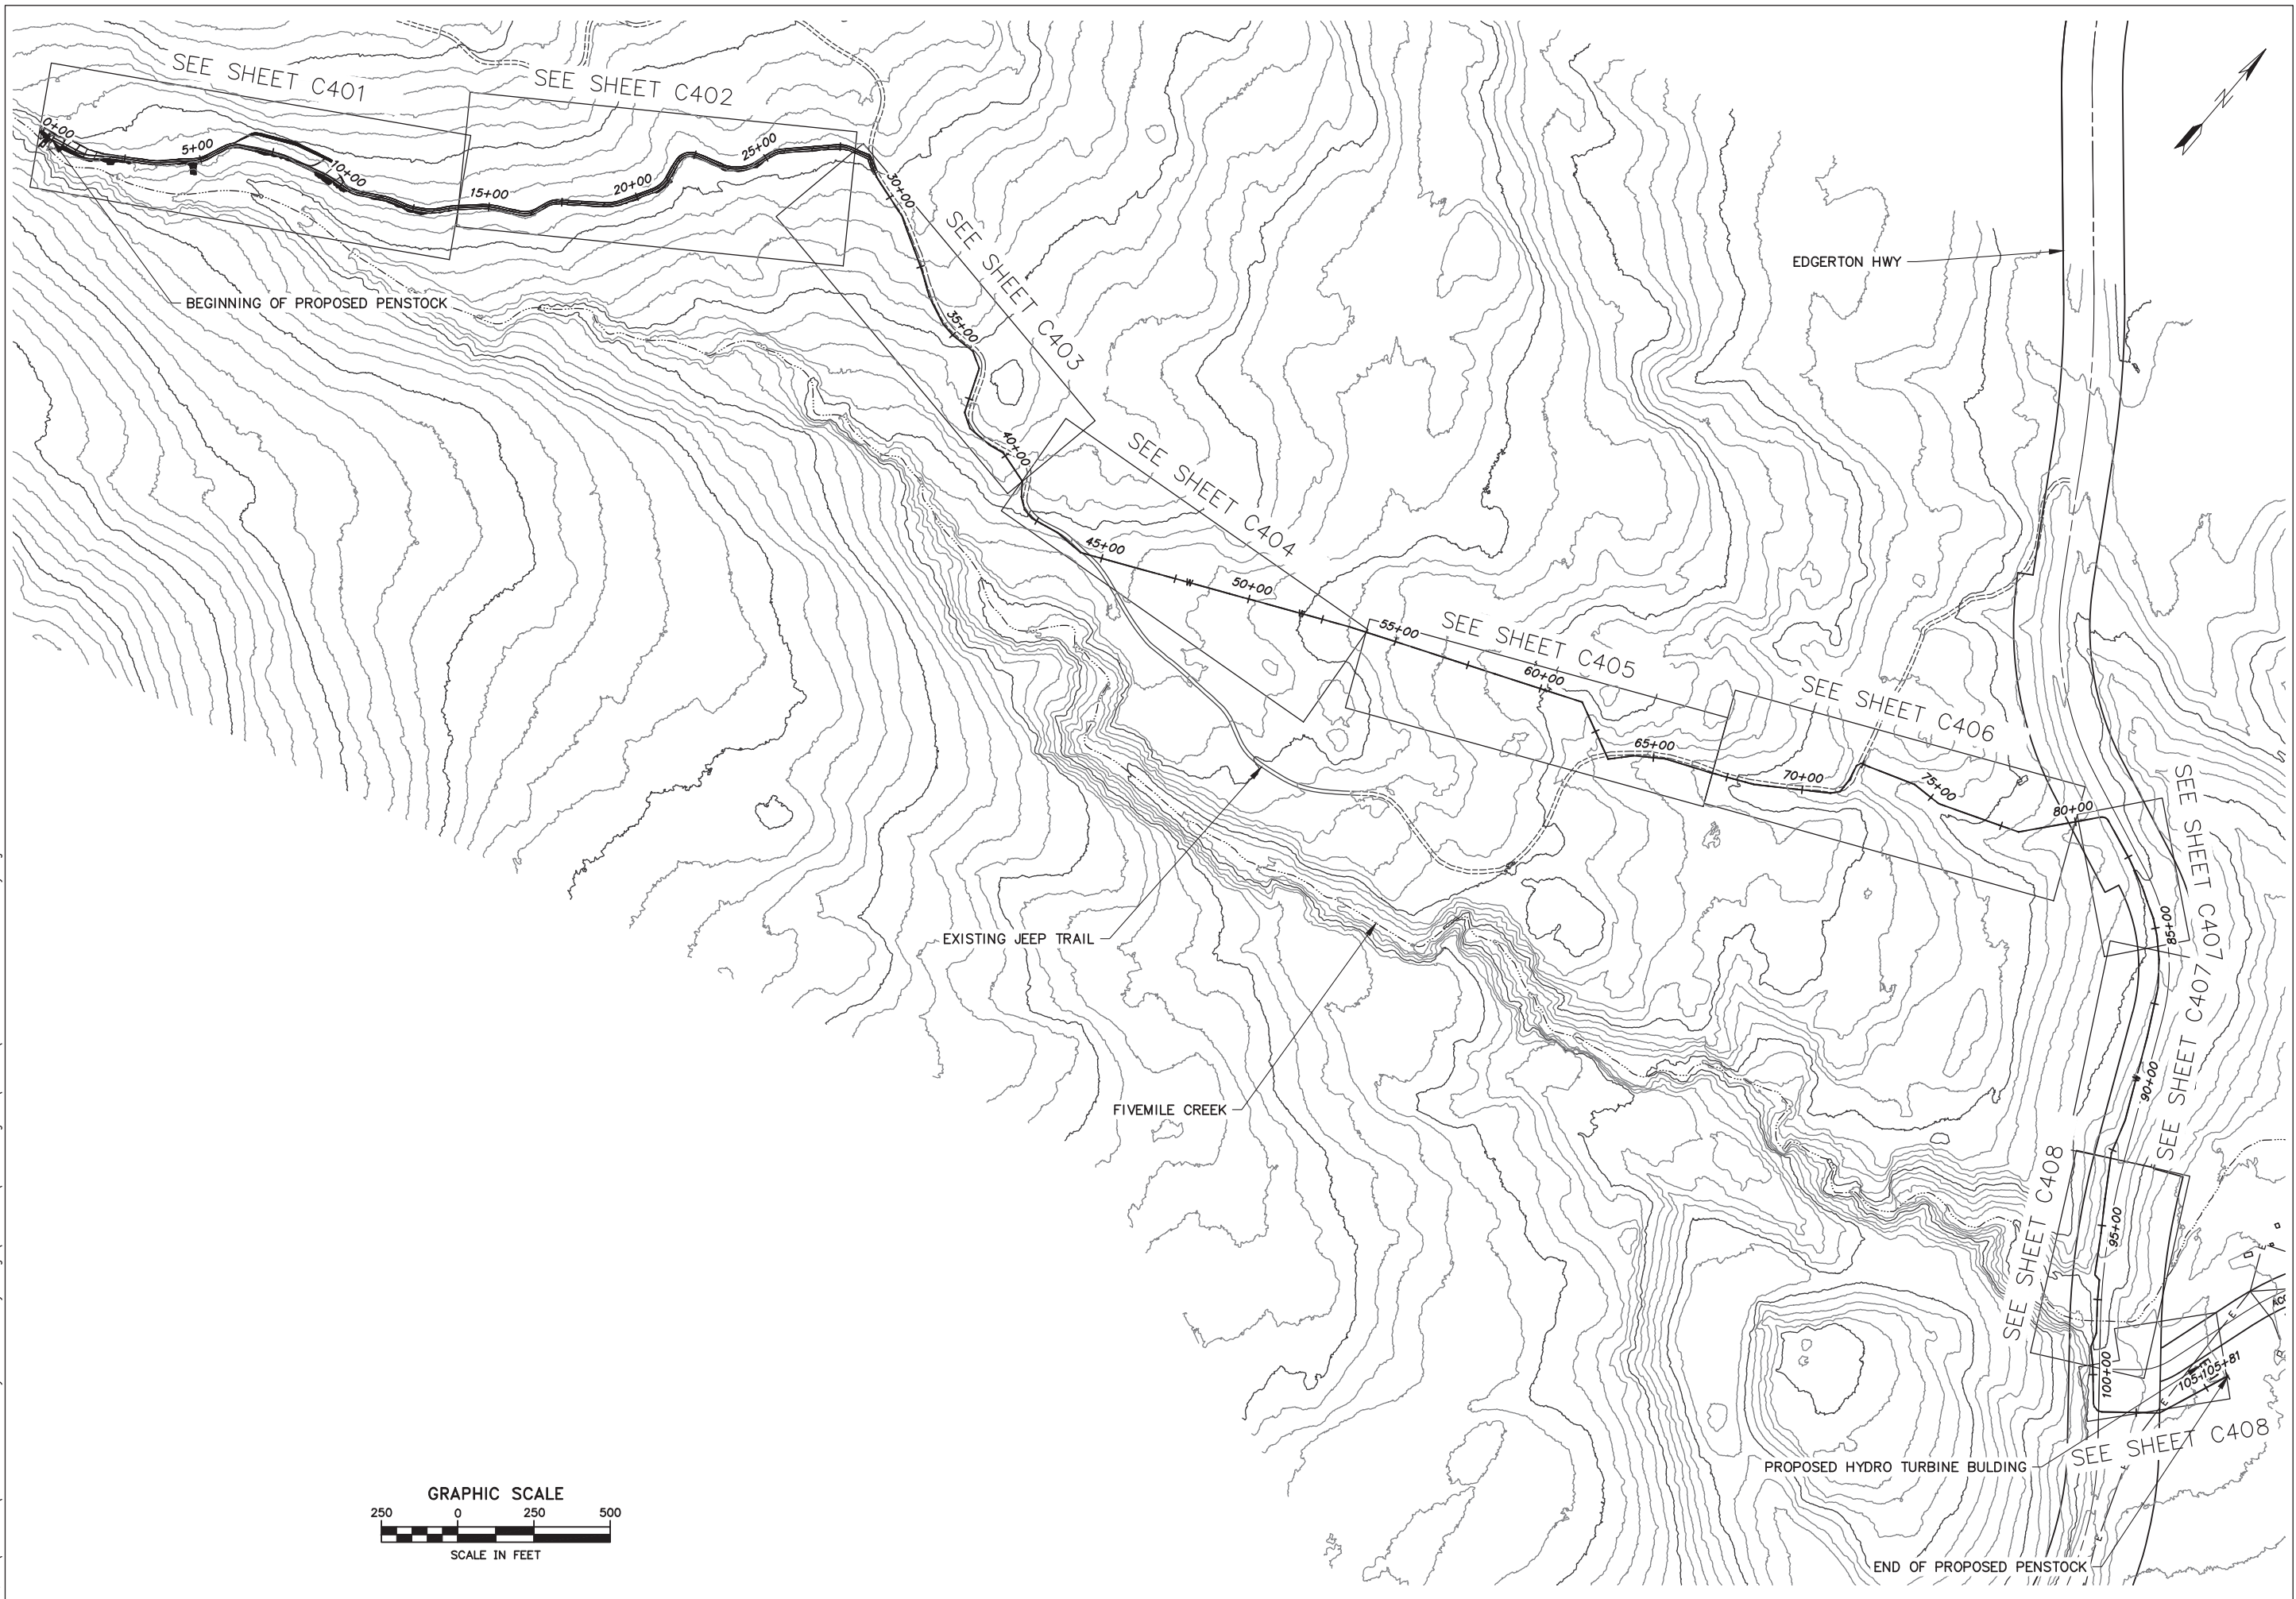 SEE SHEET C401
SEE SHEET C402
0+00
5+00
10+00
15+00
20+00
25+00
30+00
BEGINNING OF PROPOSED PENSTOCK
SEE SHEET C403
35+00
40+00
N
EDGERTON HWY
SEE SHEET C404
45+00
W
50+00
W
55+00
SEE SHEET C405
60+00
65+00
SEE SHEET C406
70+00
75+00
80+00
SEE SHEET C407
85+00
EXISTING JEEP TRAIL
FIVEMILE CREEK
SEE SHEET C407
W
90+00
SEE SHEET C408
95+00
100+00
105+81
E
E
E
SEE SHEET C408
PROPOSED HYDRO TURBINE BULDING
END OF PROPOSED PENSTOCK
GRAPHIC SCALE
250 0 250 500
SCALE IN FEET